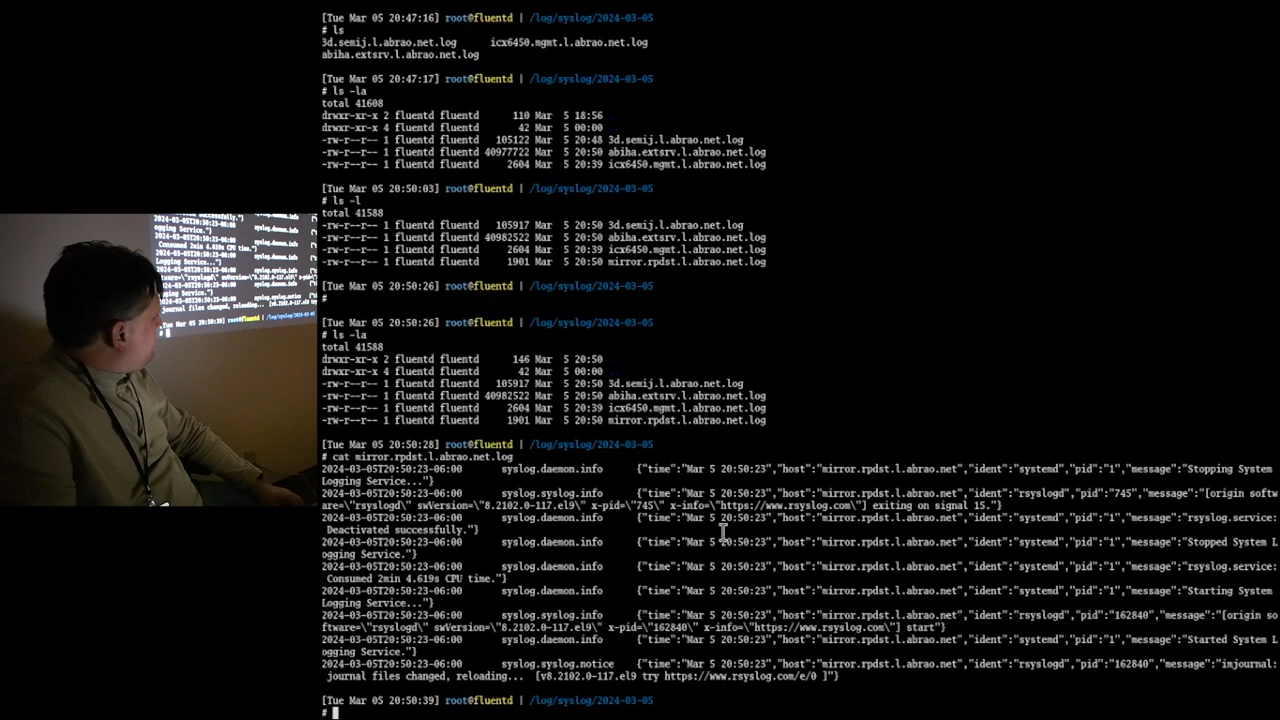 [Tue Mar 05 20:47:16] root@fluentd | /log/syslog/2024-03-05
# ls
3d.semij.l.abrao.net.log icx6450.mgmt.l.abrao.net.log
abiha.extsrv.l.abrao.net.log
[Tue Mar 05 20:47:17] root@fluentd | /log/syslog/2024-03-05
# ls -la
total 41608
drwxr-xr-x 2 fluentd fluentd 110 Mar 5 18:56 .
drwxr-xr-x 4 fluentd fluentd 42 Mar 5 00:00 ..
-rw-r--r-- 1 fluentd fluentd 105122 Mar 5 20:48 3d.semij.l.abrao.net.log
-rw-r--r-- 1 fluentd fluentd 40977722 Mar 5 20:50 abiha.extsrv.l.abrao.net.log
-rw-r--r-- 1 fluentd fluentd 2604 Mar 5 20:39 icx6450.mgmt.l.abrao.net.log
[Tue Mar 05 20:50:03] root@fluentd | /log/syslog/2024-03-05
# ls -l
total 41588
-rw-r--r-- 1 fluentd fluentd 105917 Mar 5 20:50 3d.semij.l.abrao.net.log
-rw-r--r-- 1 fluentd fluentd 40982522 Mar 5 20:50 abiha.extsrv.l.abrao.net.log
-rw-r--r-- 1 fluentd fluentd 2604 Mar 5 20:39 icx6450.mgmt.l.abrao.net.log
-rw-r--r-- 1 fluentd fluentd 1901 Mar 5 20:50 mirror.rpdst.l.abrao.net.log
[Tue Mar 05 20:50:26] root@fluentd | /log/syslog/2024-03-05
#
[Tue Mar 05 20:50:26] root@fluentd | /log/syslog/2024-03-05
# ls -la
total 41588
drwxr-xr-x 2 fluentd fluentd 146 Mar 5 20:50 .
drwxr-xr-x 4 fluentd fluentd 42 Mar 5 00:00 ..
-rw-r--r-- 1 fluentd fluentd 105917 Mar 5 20:50 3d.semij.l.abrao.net.log
-rw-r--r-- 1 fluentd fluentd 40982522 Mar 5 20:50 abiha.extsrv.l.abrao.net.log
-rw-r--r-- 1 fluentd fluentd 2604 Mar 5 20:39 icx6450.mgmt.l.abrao.net.log
-rw-r--r-- 1 fluentd fluentd 1901 Mar 5 20:50 mirror.rpdst.l.abrao.net.log
[Tue Mar 05 20:50:28] root@fluentd | /log/syslog/2024-03-05
# cat mirror.rpdst.l.abrao.net.log
2024-03-05T20:50:23-06:00 syslog.daemon.info {"time":"Mar 5 20:50:23","host":"mirror.rpdst.l.abrao.net","ident":"systemd","pid":"1","message":"Stopping System
Logging Service..."}
2024-03-05T20:50:23-06:00 syslog.syslog.info {"time":"Mar 5 20:50:23","host":"mirror.rpdst.l.abrao.net","ident":"rsyslogd","pid":"745","message":"[origin softw
are=\"rsyslogd\" swVersion=\"8.2102.0-117.el9\" x-pid=\"745\" x-info=\"https://www.rsyslog.com\"] exiting on signal 15."}
2024-03-05T20:50:23-06:00 syslog.daemon.info {"time":"Mar 5 20:50:23","host":"mirror.rpdst.l.abrao.net","ident":"systemd","pid":"1","message":"rsyslog.service:
Deactivated successfully."}
2024-03-05T20:50:23-06:00 syslog.daemon.info {"time":"Mar 5 20:50:23","host":"mirror.rpdst.l.abrao.net","ident":"systemd","pid":"1","message":"Stopped System L
ogging Service."}
2024-03-05T20:50:23-06:00 syslog.daemon.info {"time":"Mar 5 20:50:23","host":"mirror.rpdst.l.abrao.net","ident":"systemd","pid":"1","message":"rsyslog.service:
Consumed 2min 4.619s CPU time."}
2024-03-05T20:50:23-06:00 syslog.daemon.info {"time":"Mar 5 20:50:23","host":"mirror.rpdst.l.abrao.net","ident":"systemd","pid":"1","message":"Starting System
Logging Service..."}
2024-03-05T20:50:23-06:00 syslog.syslog.info {"time":"Mar 5 20:50:23","host":"mirror.rpdst.l.abrao.net","ident":"rsyslogd","pid":"162840","message":"[origin so
ftware=\"rsyslogd\" swVersion=\"8.2102.0-117.el9\" x-pid=\"162840\" x-info=\"https://www.rsyslog.com\"] start"}
2024-03-05T20:50:23-06:00 syslog.daemon.info {"time":"Mar 5 20:50:23","host":"mirror.rpdst.l.abrao.net","ident":"systemd","pid":"1","message":"Started System L
ogging Service."}
2024-03-05T20:50:23-06:00 syslog.syslog.notice {"time":"Mar 5 20:50:23","host":"mirror.rpdst.l.abrao.net","ident":"rsyslogd","pid":"162840","message":"imjournal:
journal files changed, reloading... [v8.2102.0-117.el9 try https://www.rsyslog.com/e/0 ]"}
[Tue Mar 05 20:50:39] root@fluentd | /log/syslog/2024-03-05
#